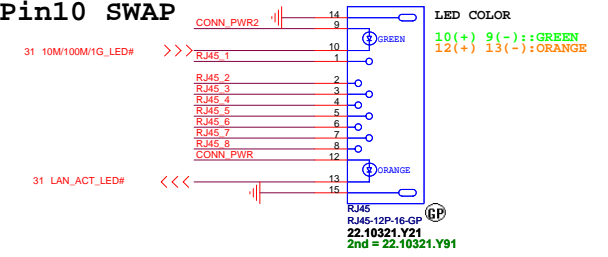 Pin10 SWAP
CONN_PWR2
14
9
LED COLOR
GREEN
10(+) 9(-)::GREEN
12(+) 13(-):ORANGE
31 10M/100M/1G_LED#
10
RJ45_1
1
RJ45_2
2
RJ45_3
3
RJ45_4
4
RJ45_5
5
RJ45_6
6
RJ45_7
7
RJ45_8
8
CONN_PWR
12
ORANGE
31 LAN_ACT_LED#
13
15
RJ45
GP
RJ45-12P-16-GP
22.10321.Y21
2nd = 22.10321.Y91